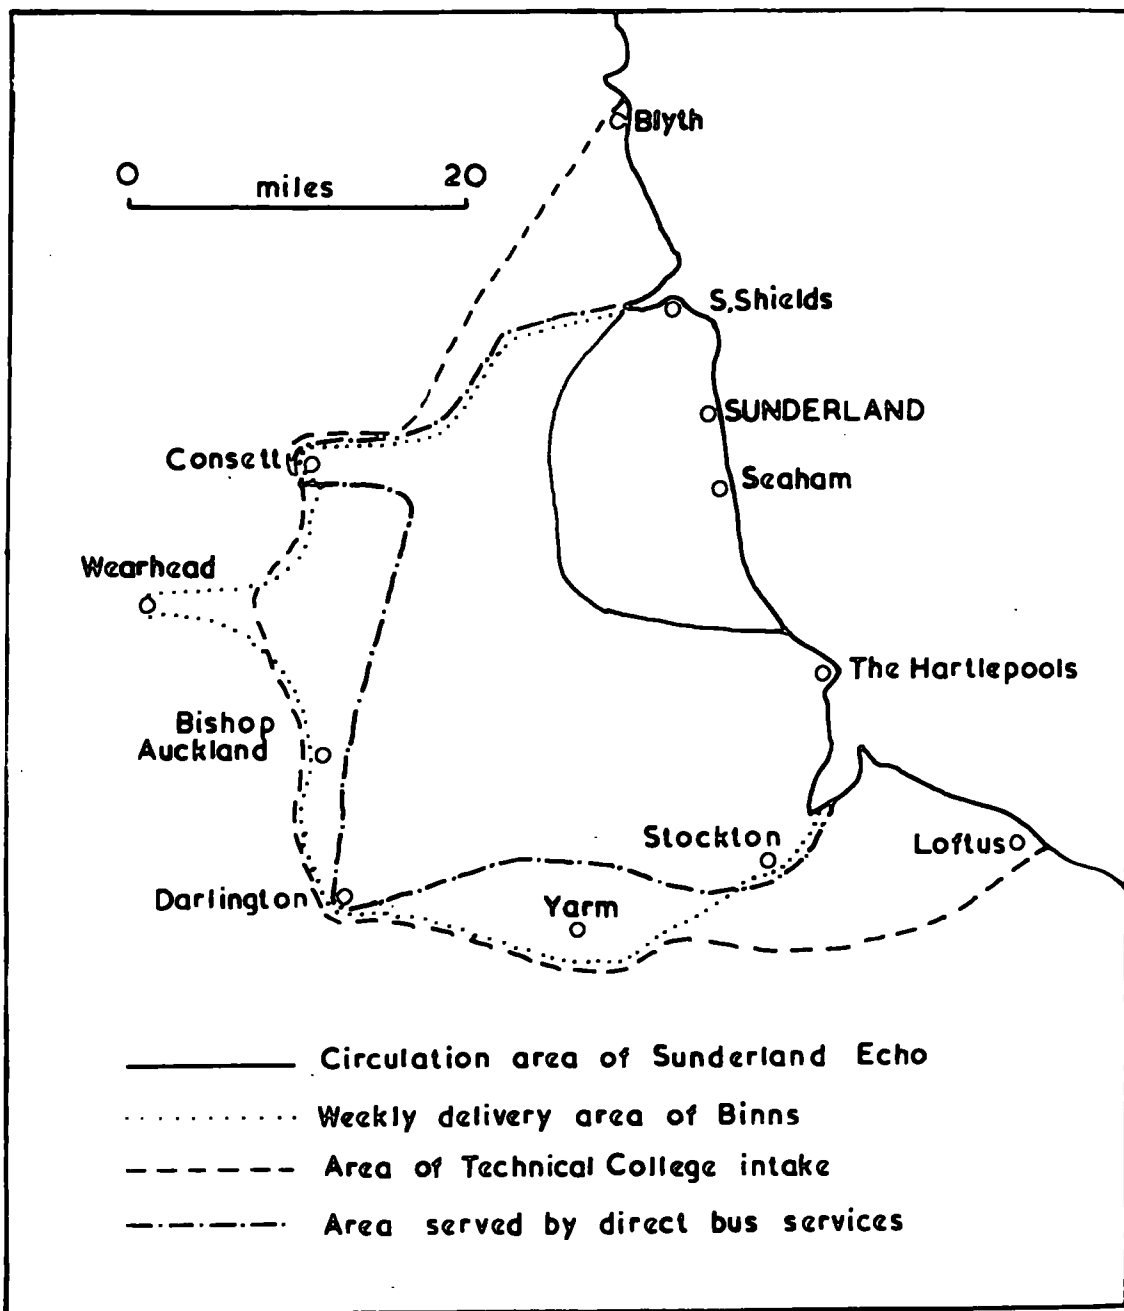 Blyth
0 20
miles
S.Shields
SUNDERLAND
Consett
Seaham
Wearhead
The Hartlepools
Bishop
Auckland
Stockton
Loftus
Darlington
Yarm
Circulation area of Sunderland Echo
Weekly delivery area of Binns
Area of Technical College intake
Area served by direct bus services